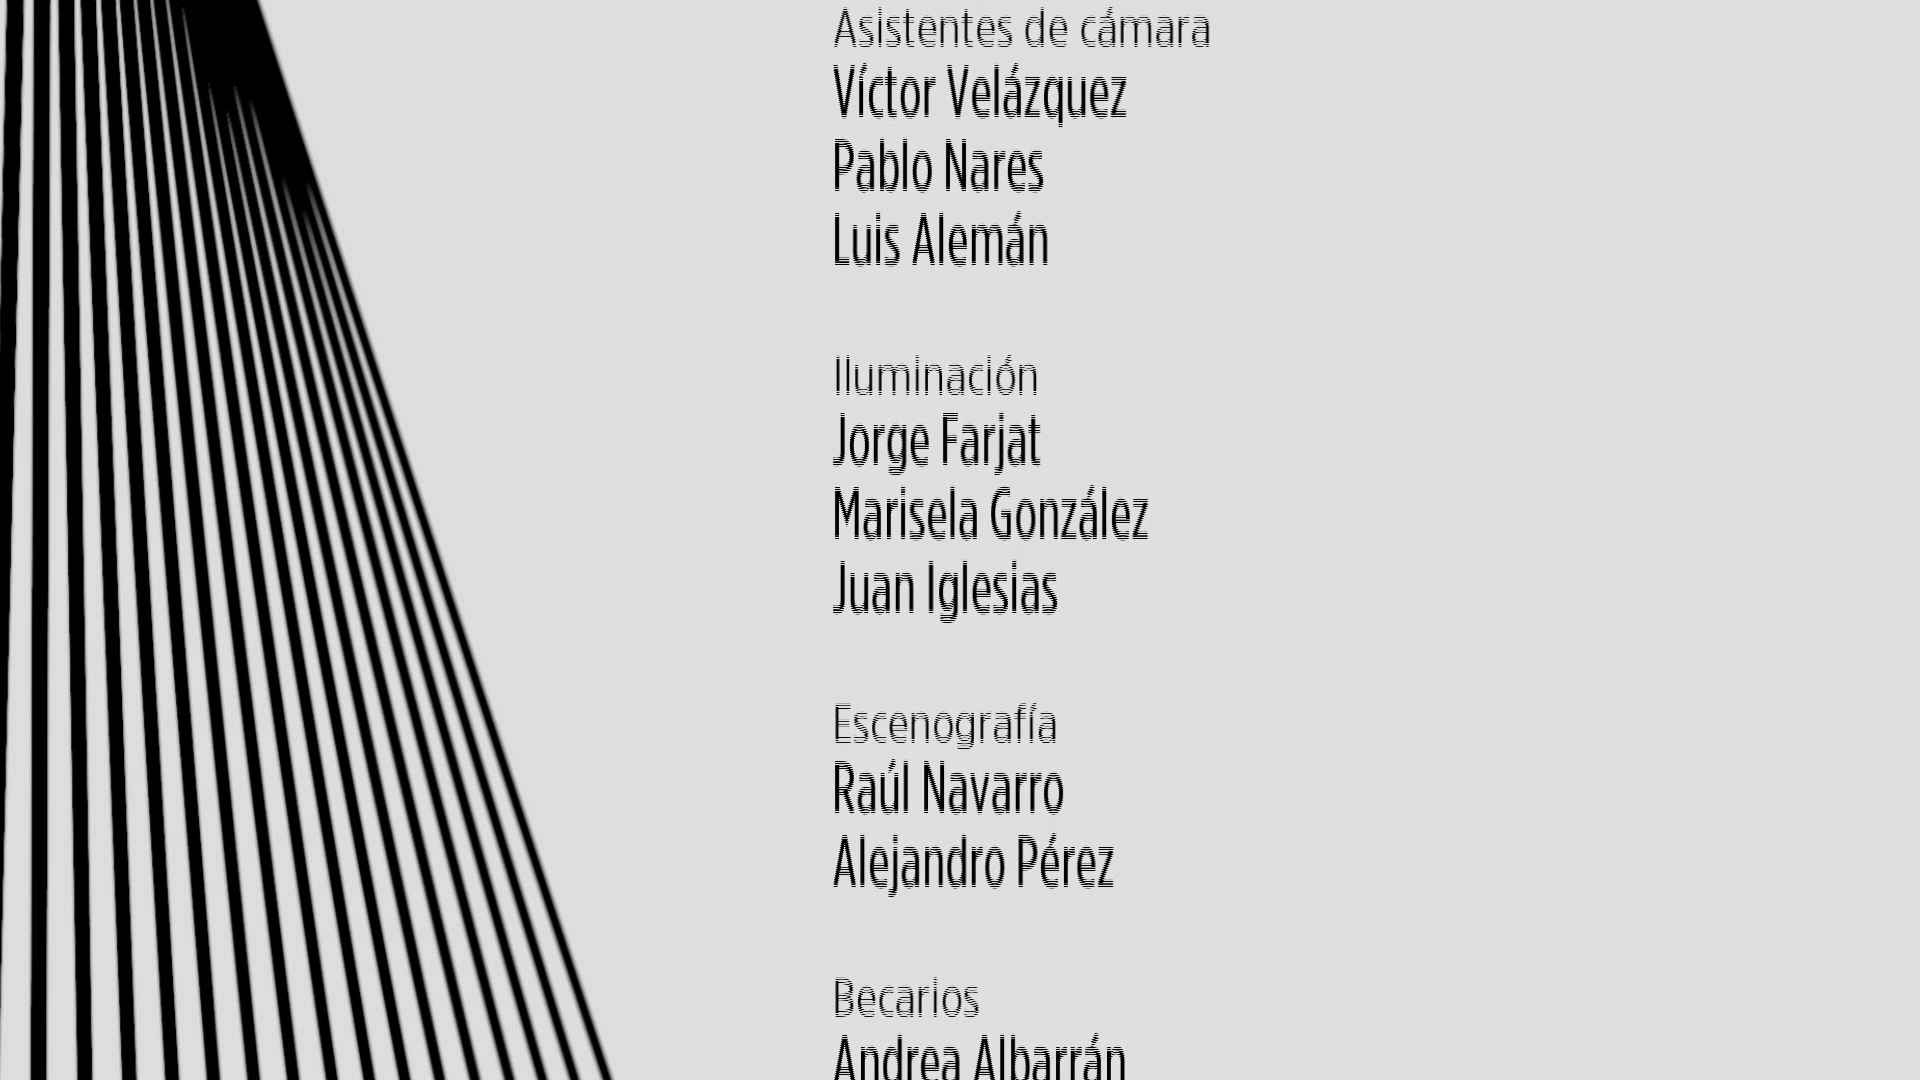 Asistentes de cámara
Víctor Velázquez
Pablo Nares
Luis Alemán
Iluminación
Jorge Farjat
Marisela González
Juan Iglesias
Escenografía
Raúl Navarro
Alejandro Pérez
Becarios
Andrea Albarrán